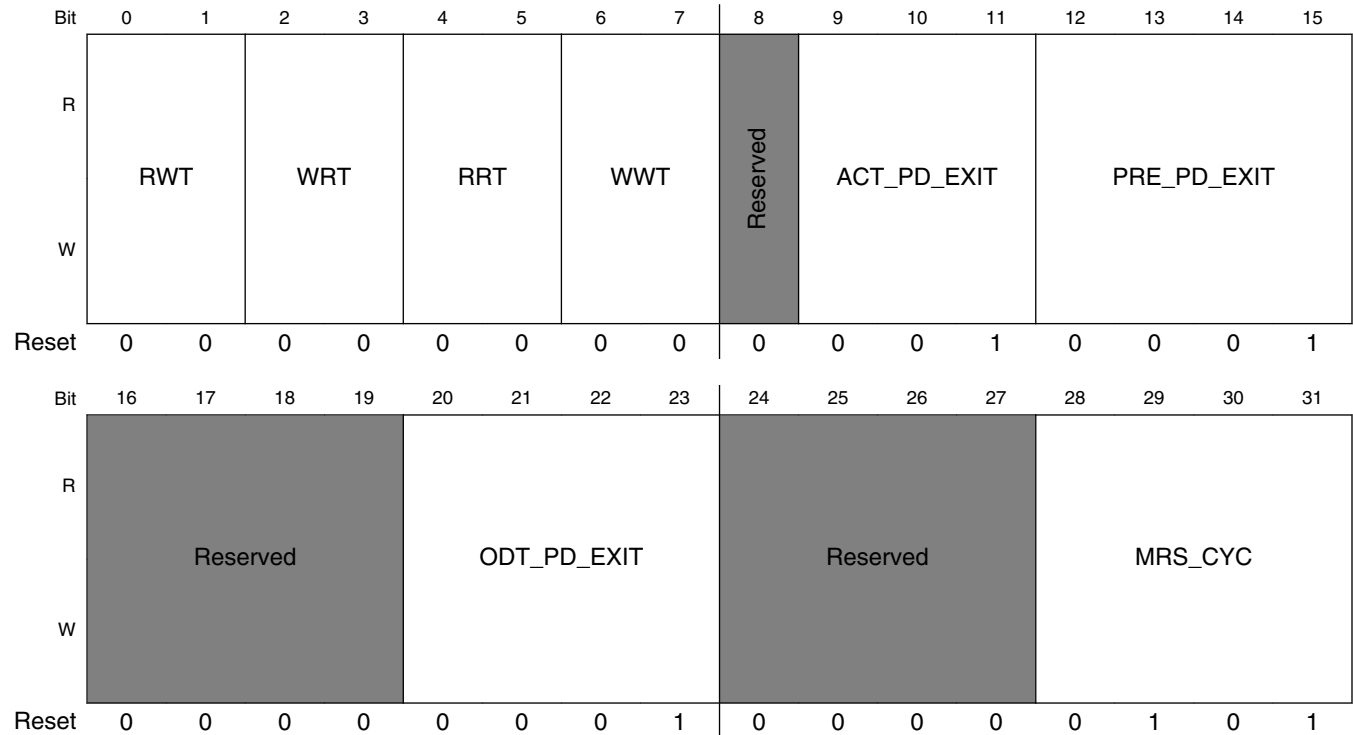 Bit 0 1 2 3 4 5 6 7 8 9 10 11 12 13 14 15
R
RWT WRT RRT WWT Reserved ACT_PD_EXIT PRE_PD_EXIT
W
Reset 0 0 0 0 0 0 0 0 0 0 0 1 0 0 0 1
Bit 16 17 18 19 20 21 22 23 24 25 26 27 28 29 30 31
R
Reserved ODT_PD_EXIT Reserved MRS_CYC
W
Reset 0 0 0 0 0 0 0 1 0 0 0 0 0 1 0 1